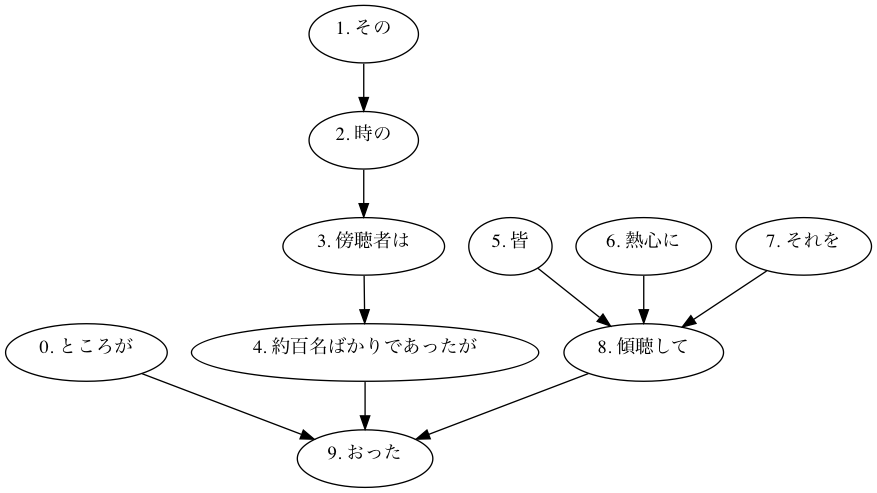 1. その
2. 時の
3. 傍聴者は
5. 皆
6. 熱心に
7. それを
0. ところが
4. 約百名ばかりであったが
8. 傾聴して
9. おった